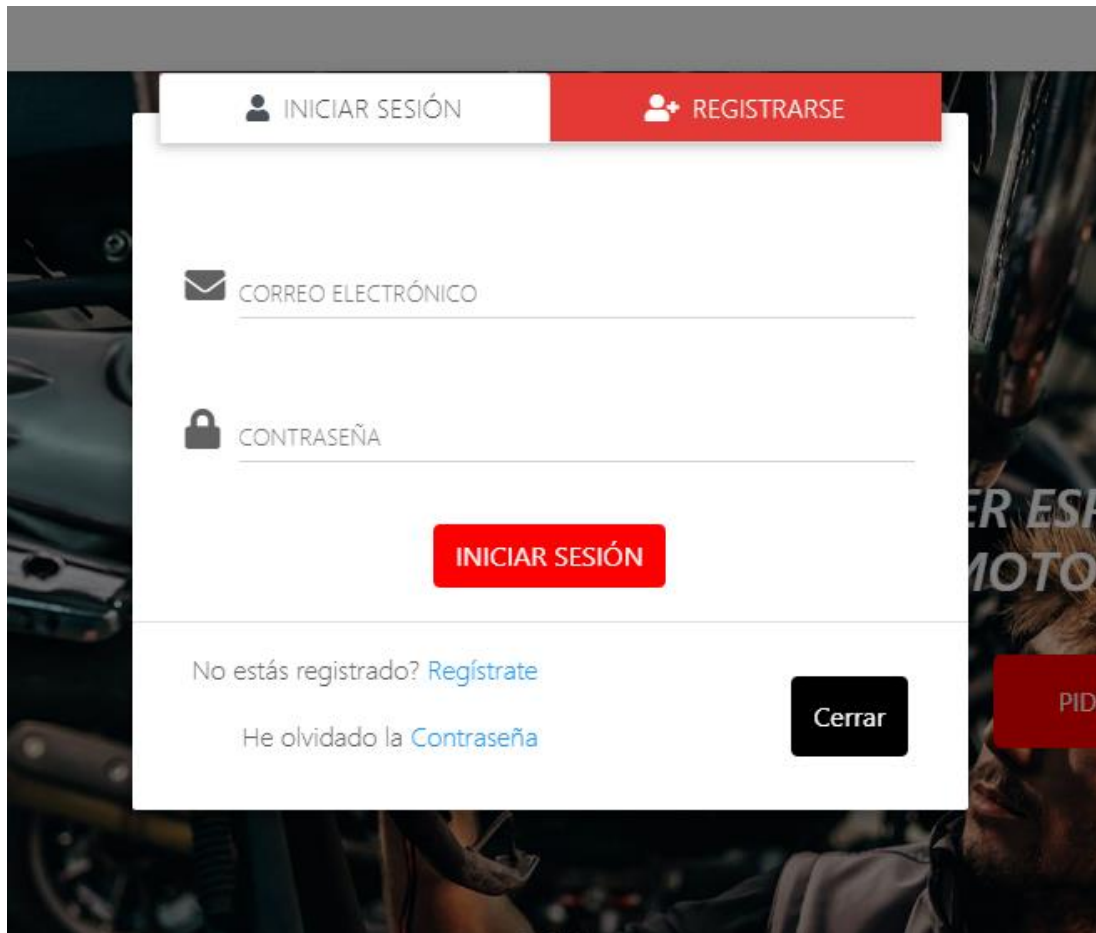 INICIAR SESIÓN
REGISTRARSE
CORREO ELECTRÓNICO
CONTRASEÑA
INICIAR SESIÓN
No estás registrado? Regístrate
He olvidado la Contraseña
Cerrar